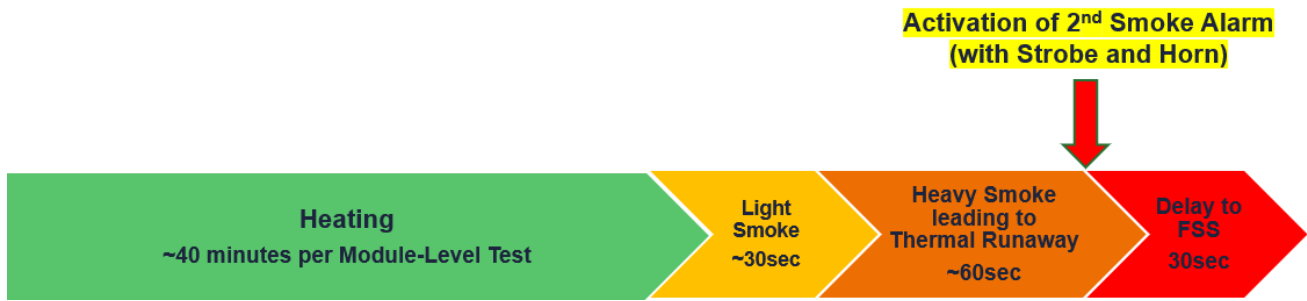 Activation of 2nd Smoke Alarm
(with Strobe and Horn)
Heating
~40 minutes per Module-Level Test
Light
Smoke
~30sec
Heavy Smoke
leading to
Thermal Runaway
~60sec
Delay to
FSS
30sec